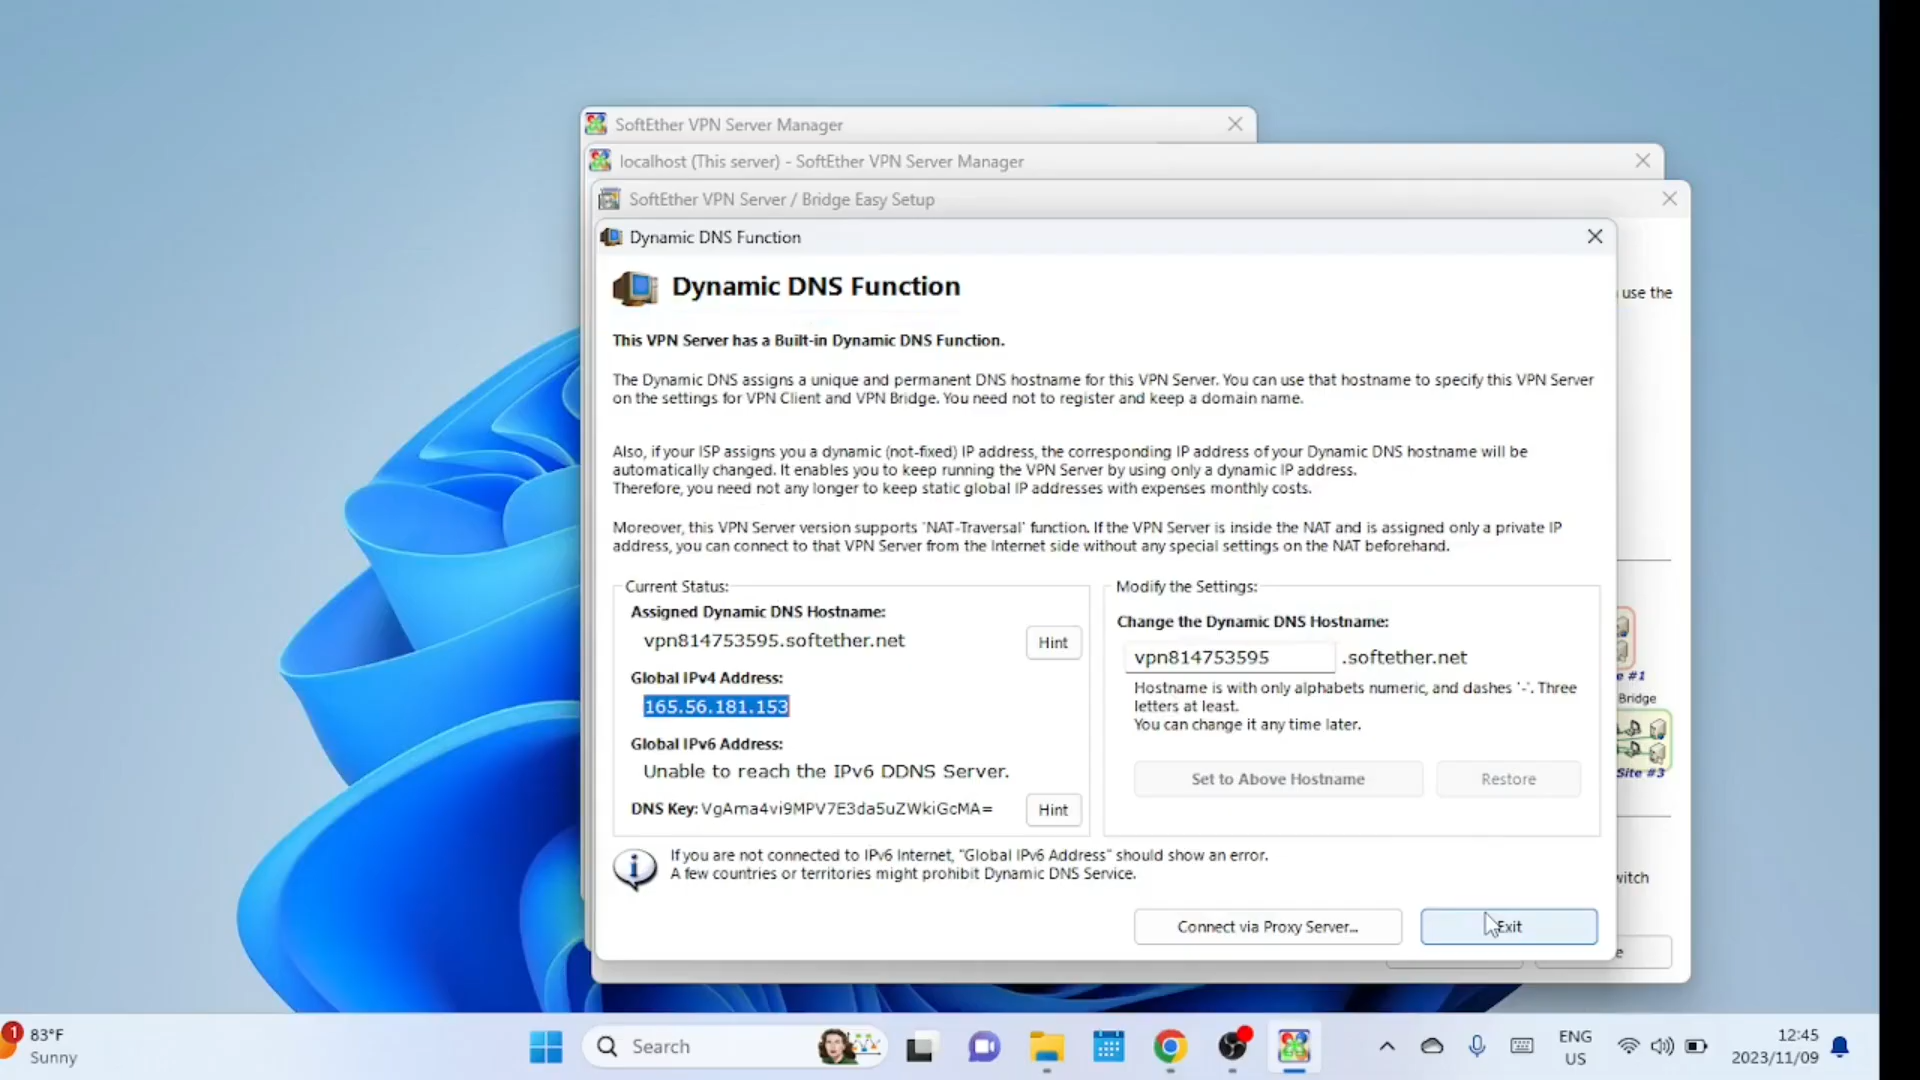 SoftEther VPN Server Manager
localhost (This server) - SoftEther VPN Server Manager
SoftEther VPN Server / Bridge Easy Setup
Dynamic DNS Function
Dynamic DNS Function
use the
This VPN Server has a Built-in Dynamic DNS Function.
The Dynamic DNS assigns a unique and permanent DNS hostname for this VPN Server. You can use that hostname to specify this VPN Server
on the settings for VPN Client and VPN Bridge. You need not to register and keep a domain name.
Also, if your ISP assigns you a dynamic (not-fixed) IP address, the corresponding IP address of your Dynamic DNS hostname will be
automatically changed. It enables you to keep running the VPN Server by using only a dynamic IP address.
Therefore, you need not any longer to keep static global IP addresses with expenses monthly costs.
Moreover, this VPN Server version supports 'NAT-Traversal' function. If the VPN Server is inside the NAT and is assigned only a private IP
address, you can connect to that VPN Server from the Internet side without any special settings on the NAT beforehand.
Current Status:
Assigned Dynamic DNS Hostname:
vpn814753595.softether.net
Hint
Global IPv4 Address:
165.56.181.153
Global IPv6 Address:
Unable to reach the IPv6 DDNS Server.
DNS Key: VgAma4vi9MPV7E3da5uZWkiGcMA=
Hint
Modify the Settings:
Change the Dynamic DNS Hostname:
vpn814753595 .softether.net
Hostname is with only alphabets numeric, and dashes '-'. Three
letters at least.
You can change it any time later.
Set to Above Hostname
Restore
e #1
Bridge
Site #3
If you are not connected to IPv6 Internet, "Global IPv6 Address" should show an error.
A few countries or territories might prohibit Dynamic DNS Service.
witch
Connect via Proxy Server...
Exit
e
1
83°F
Sunny
Search
ENG
US
12:45
2023/11/09